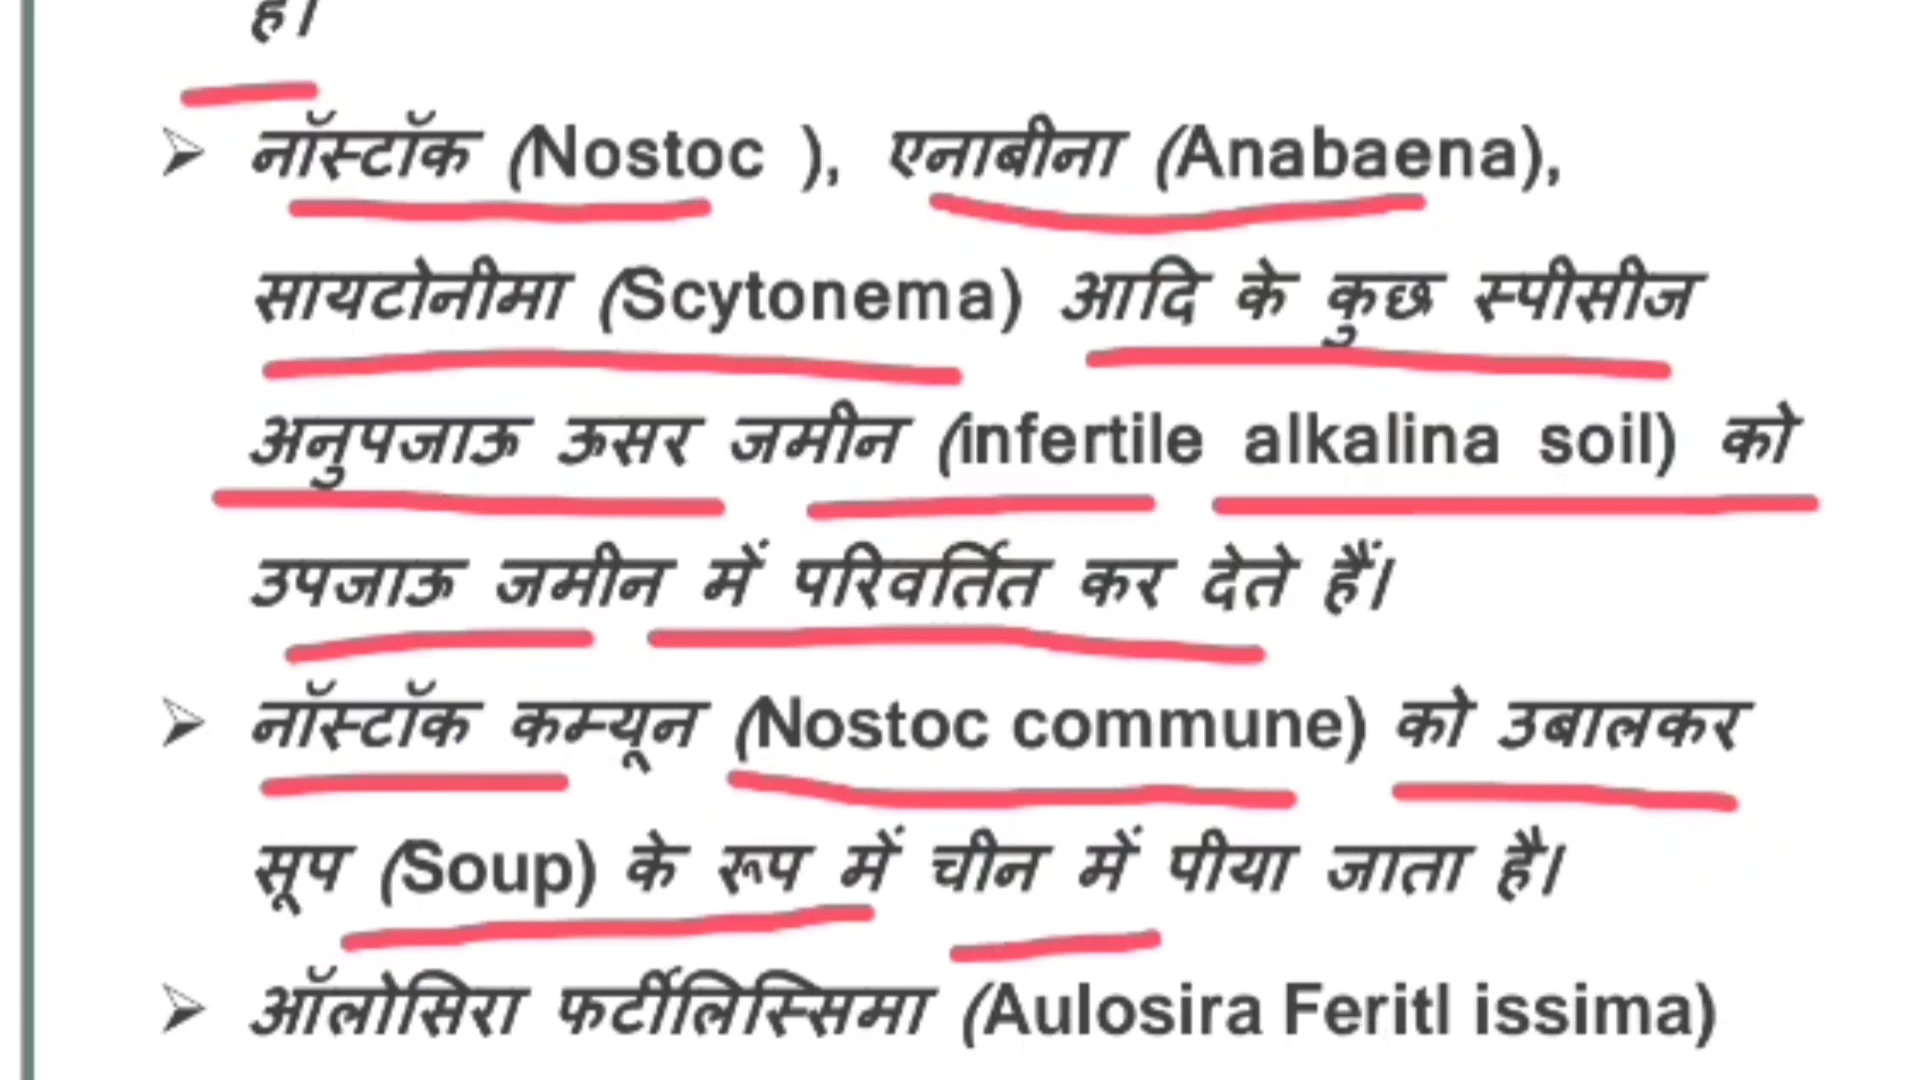 है।
➢ नॉस्टॉक (Nostoc ), एनाबीना (Anabaena),
सायटोनीमा (Scytonema) आदि के कुछ स्पीसीज
अनुपजाऊ ऊसर जमीन (infertile alkalina soil) को
उपजाऊ जमीन में परिवर्तित कर देते हैं।
➢ नॉस्टॉक कम्यून (Nostoc commune) को उबालकर
सूप (Soup) के रूप में चीन में पीया जाता है।
➢ ऑलोसिरा फर्टीलिस्सिमा (Aulosira Feritl issima)